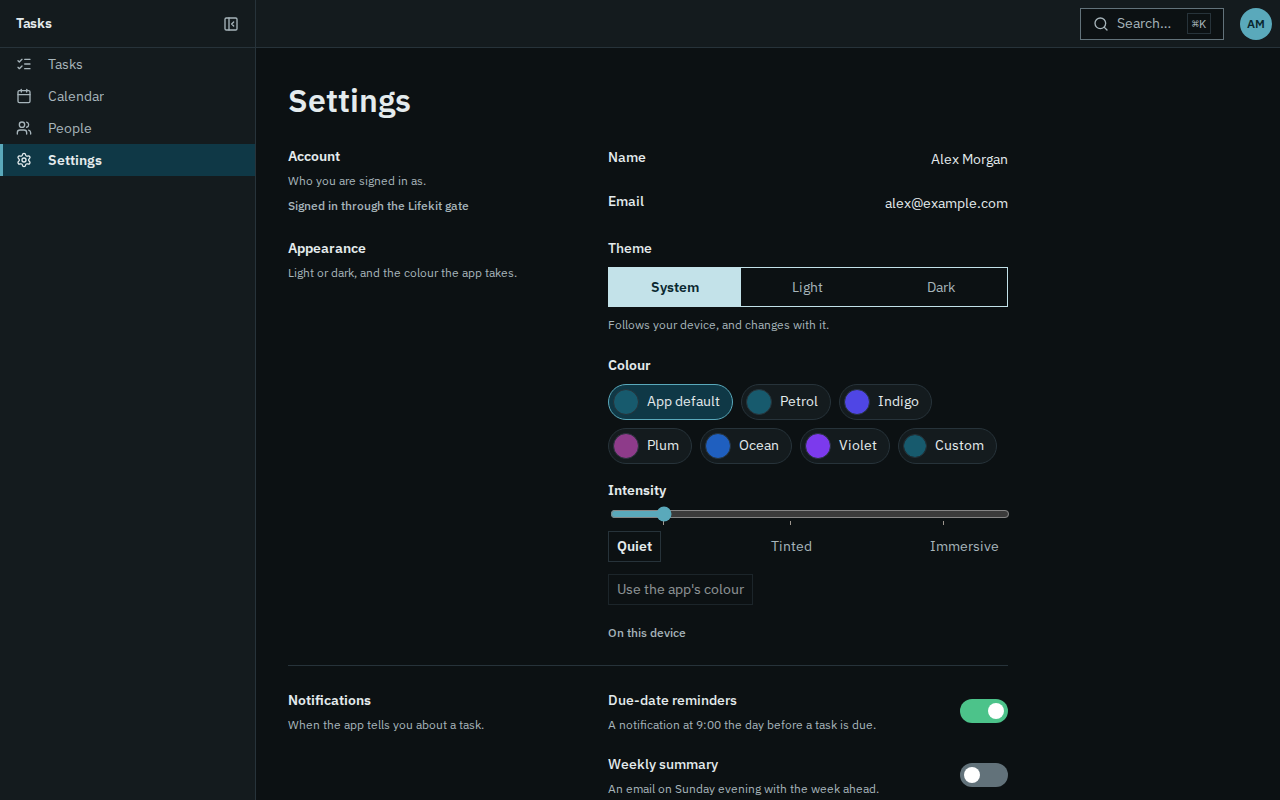 Tasks
Search...
⌘K
AM
Tasks
Calendar
People
Settings
Settings
Account
Who you are signed in as.
Signed in through the Lifekit gate
Name
Alex Morgan
Email
alex@example.com
Appearance
Light or dark, and the colour the app takes.
Theme
System
Light
Dark
Follows your device, and changes with it.
Colour
App default
Petrol
Indigo
Plum
Ocean
Violet
Custom
Intensity
Quiet
Tinted
Immersive
Use the app's colour
On this device
Notifications
When the app tells you about a task.
Due-date reminders
A notification at 9:00 the day before a task is due.
Weekly summary
An email on Sunday evening with the week ahead.